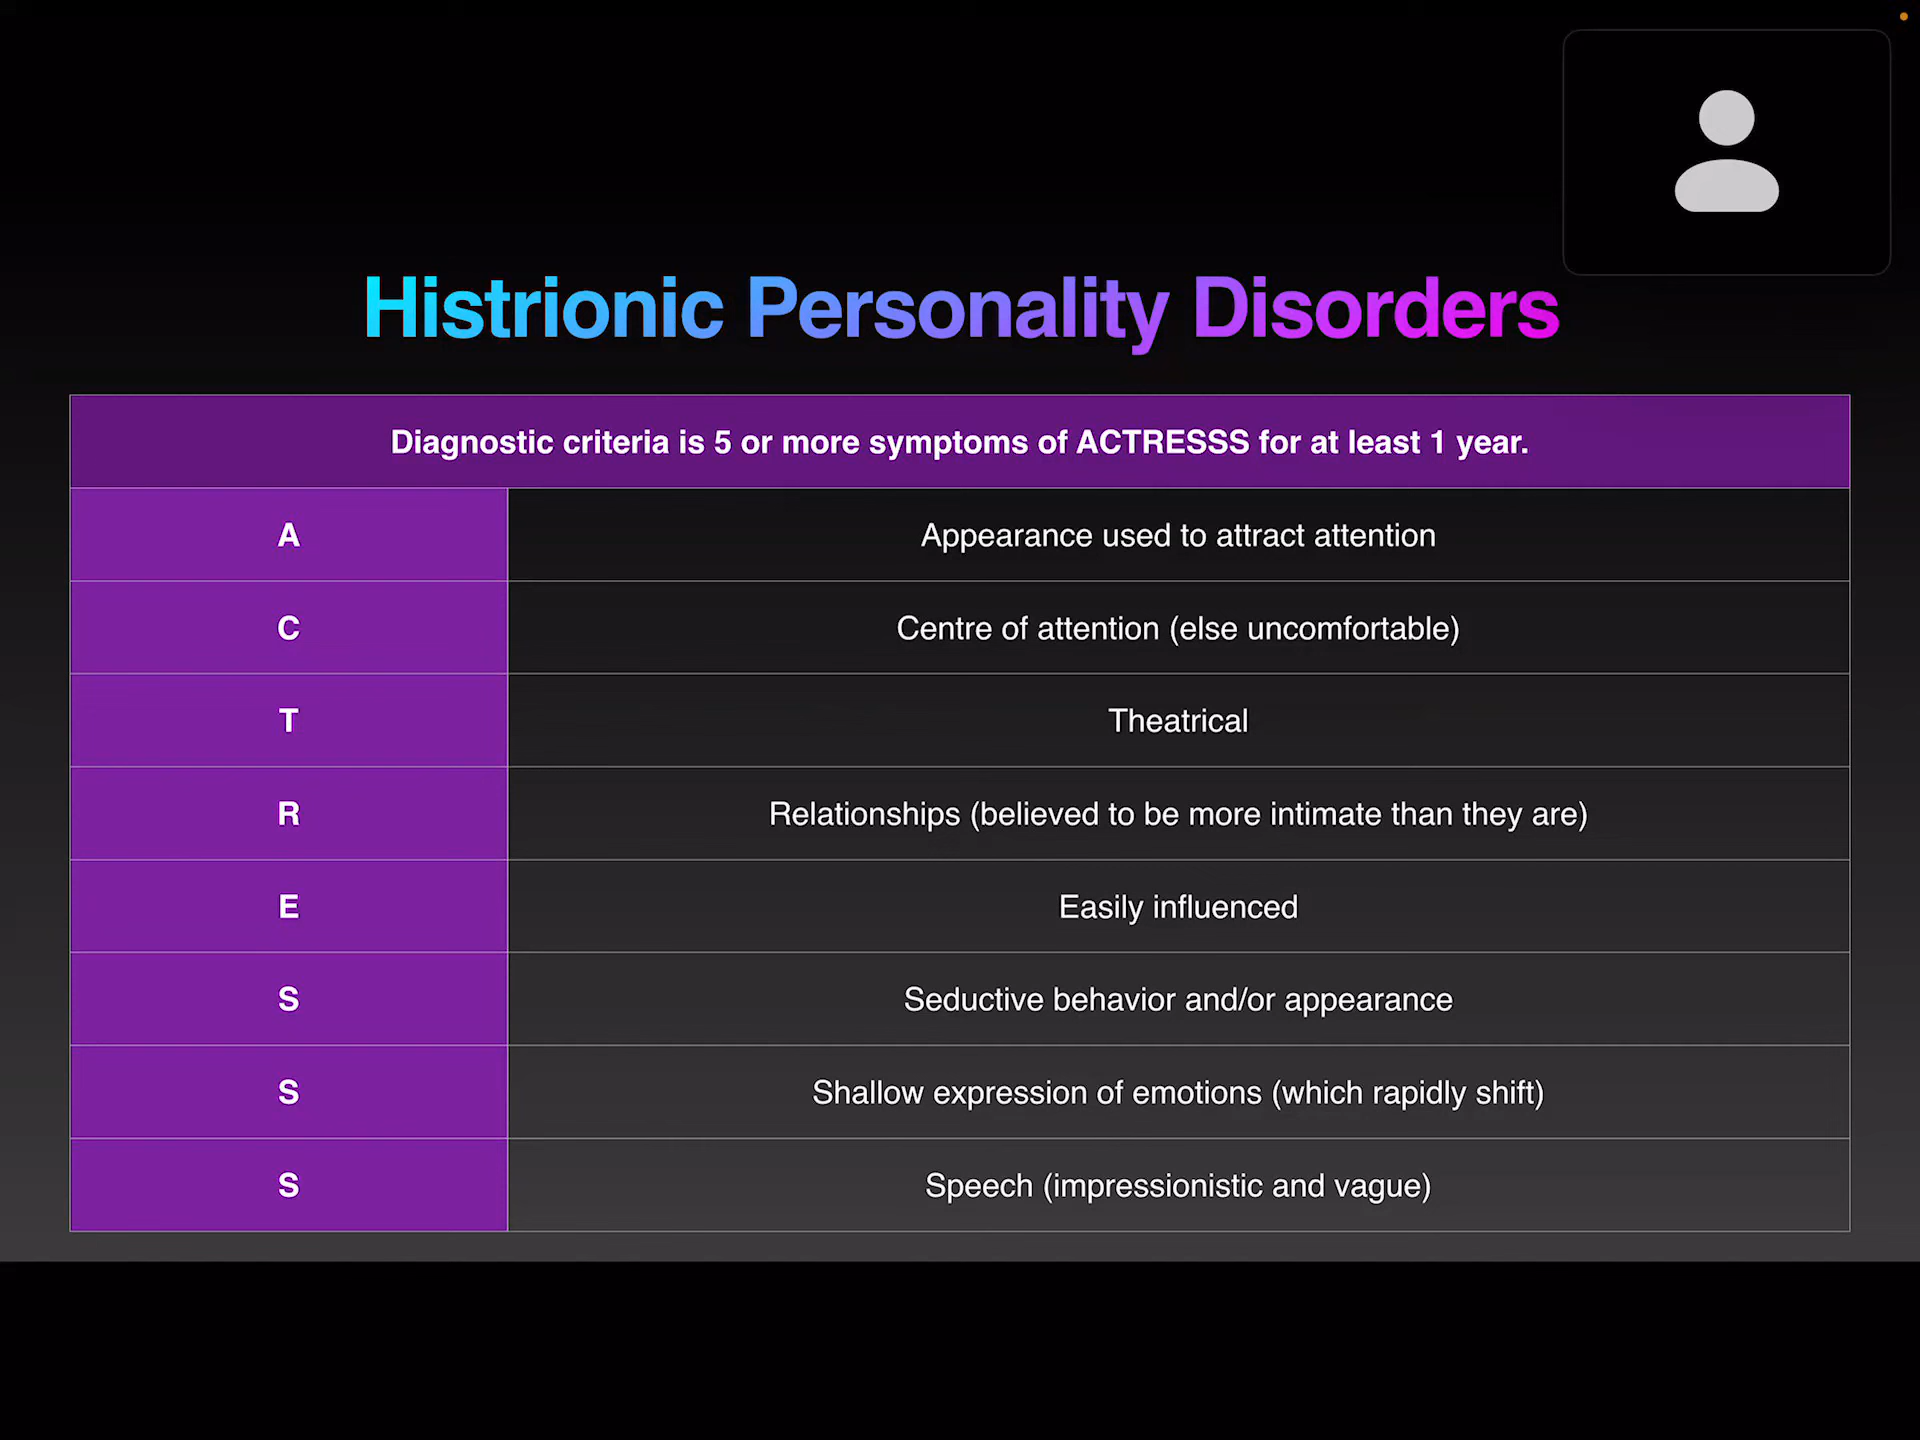 Histrionic Personality Disorders
Diagnostic criteria is 5 or more symptoms of ACTRESSS for at least 1 year.
A Appearance used to attract attention
C Centre of attention (else uncomfortable)
T Theatrical
R Relationships (believed to be more intimate than they are)
E Easily influenced
S Seductive behavior and/or appearance
S Shallow expression of emotions (which rapidly shift)
S Speech (impressionistic and vague)